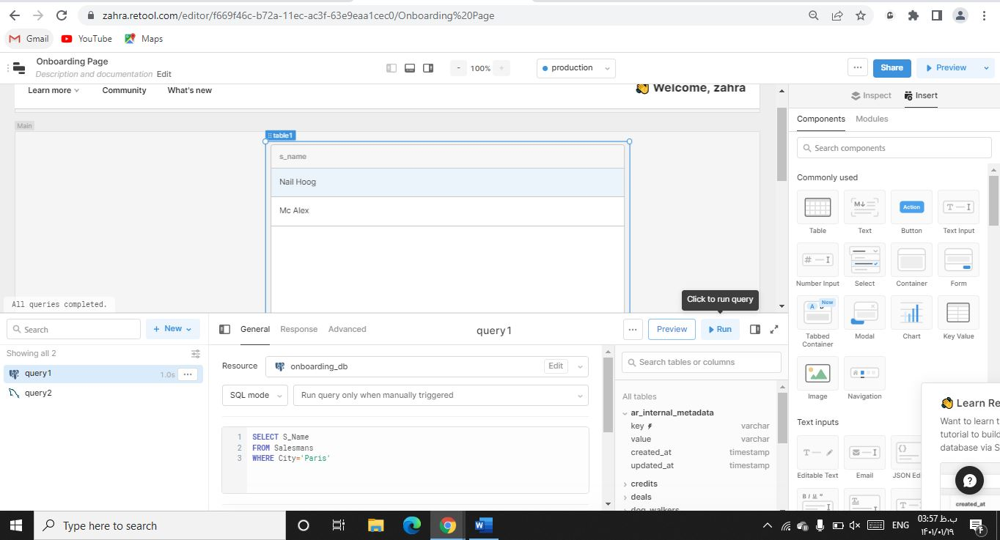 zahra.retool.com/editor/f669f46c-b72a-11ec-ac3f-63e9eaa1cec0/Onboarding%20Page
Gmail
YouTube
Maps
Onboarding Page
Description and documentation Edit
- 100% +
production
Share
Preview
Learn more
Community
What's new
👋 Welcome, zahra
Inspect
Insert
Components
Modules
Search components
Main
table1
s_name
Nail Hoog
Mc Alex
Commonly used
Action
Table
Text
Button
Text Input
Number Input
Select
Container
Form
New
Tabbed Container
Modal
Chart
Key Value
Image
Navigation
Text inputs
Editable Text
Email
JSON Ed
All queries completed.
Click to run query
Search
+ New
General
Response
Advanced
query1
Preview
Run
Showing all 2
query1 1.0s
query2
Resource
onboarding_db
Edit
SQL mode
Run query only when manually triggered
1 SELECT S_Name
2 FROM Salesmans
3 WHERE City='Paris'
Search tables or columns
All tables
ar_internal_metadata
key varchar
value varchar
created_at timestamp
updated_at timestamp
credits
deals
dog_walkers
👋 Learn Re
Want to learn t
tutorial to build
database via S
created_at
Type here to search
ENG
03:57 ب.ظ
۱۴۰۱/۰۱/۱۹